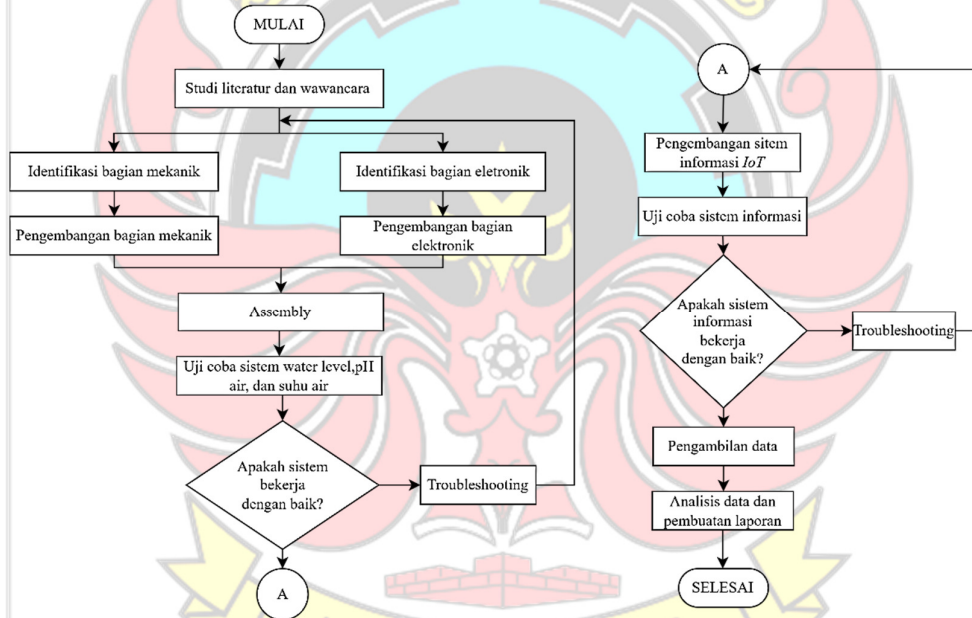 MULAI
Studi literatur dan wawancara
Identifikasi bagian mekanik
Identifikasi bagian eletronik
Pengembangan bagian mekanik
Pengembangan bagian
elektronik
Assembly
Uji coba sistem water level,pH
air, dan suhu air
Apakah sistem
bekerja
dengan baik?
Troubleshooting
A
A
Pengembangan sitem
informasi IoT
Uji coba sistem informasi
Apakah sistem
informasi
bekerja
dengan baik?
Troubleshooting
Pengambilan data
Analisis data dan
pembuatan laporan
SELESAI